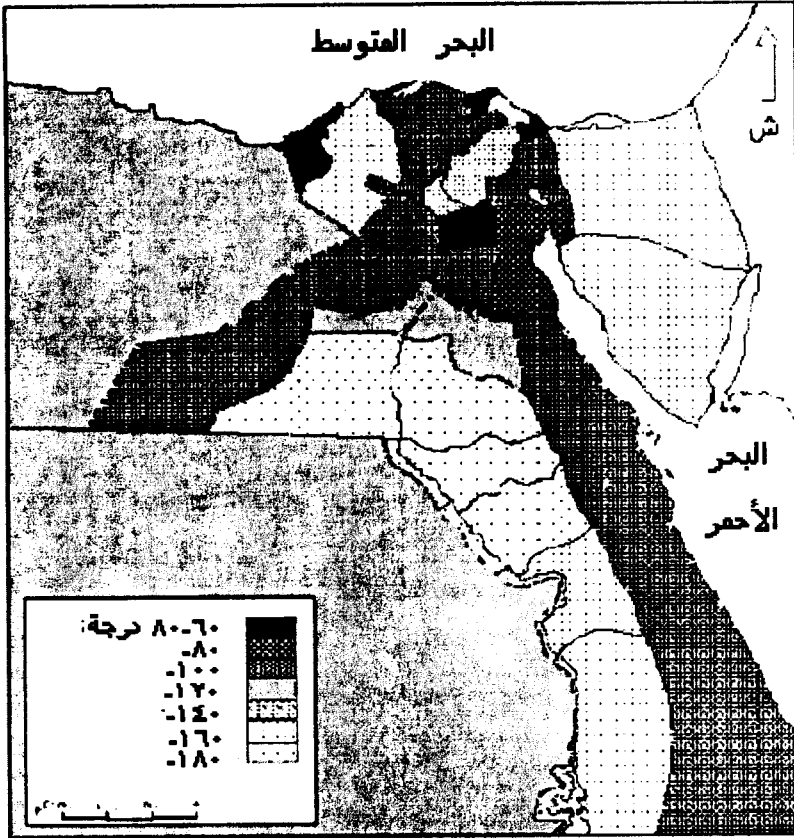 البحر المتوسط
ش
البحر
الأحمر
٦٠-٨٠ درجة:
٨٠-
١٠٠-
١٢٠-
١٤٠-
١٦٠-
١٨٠-